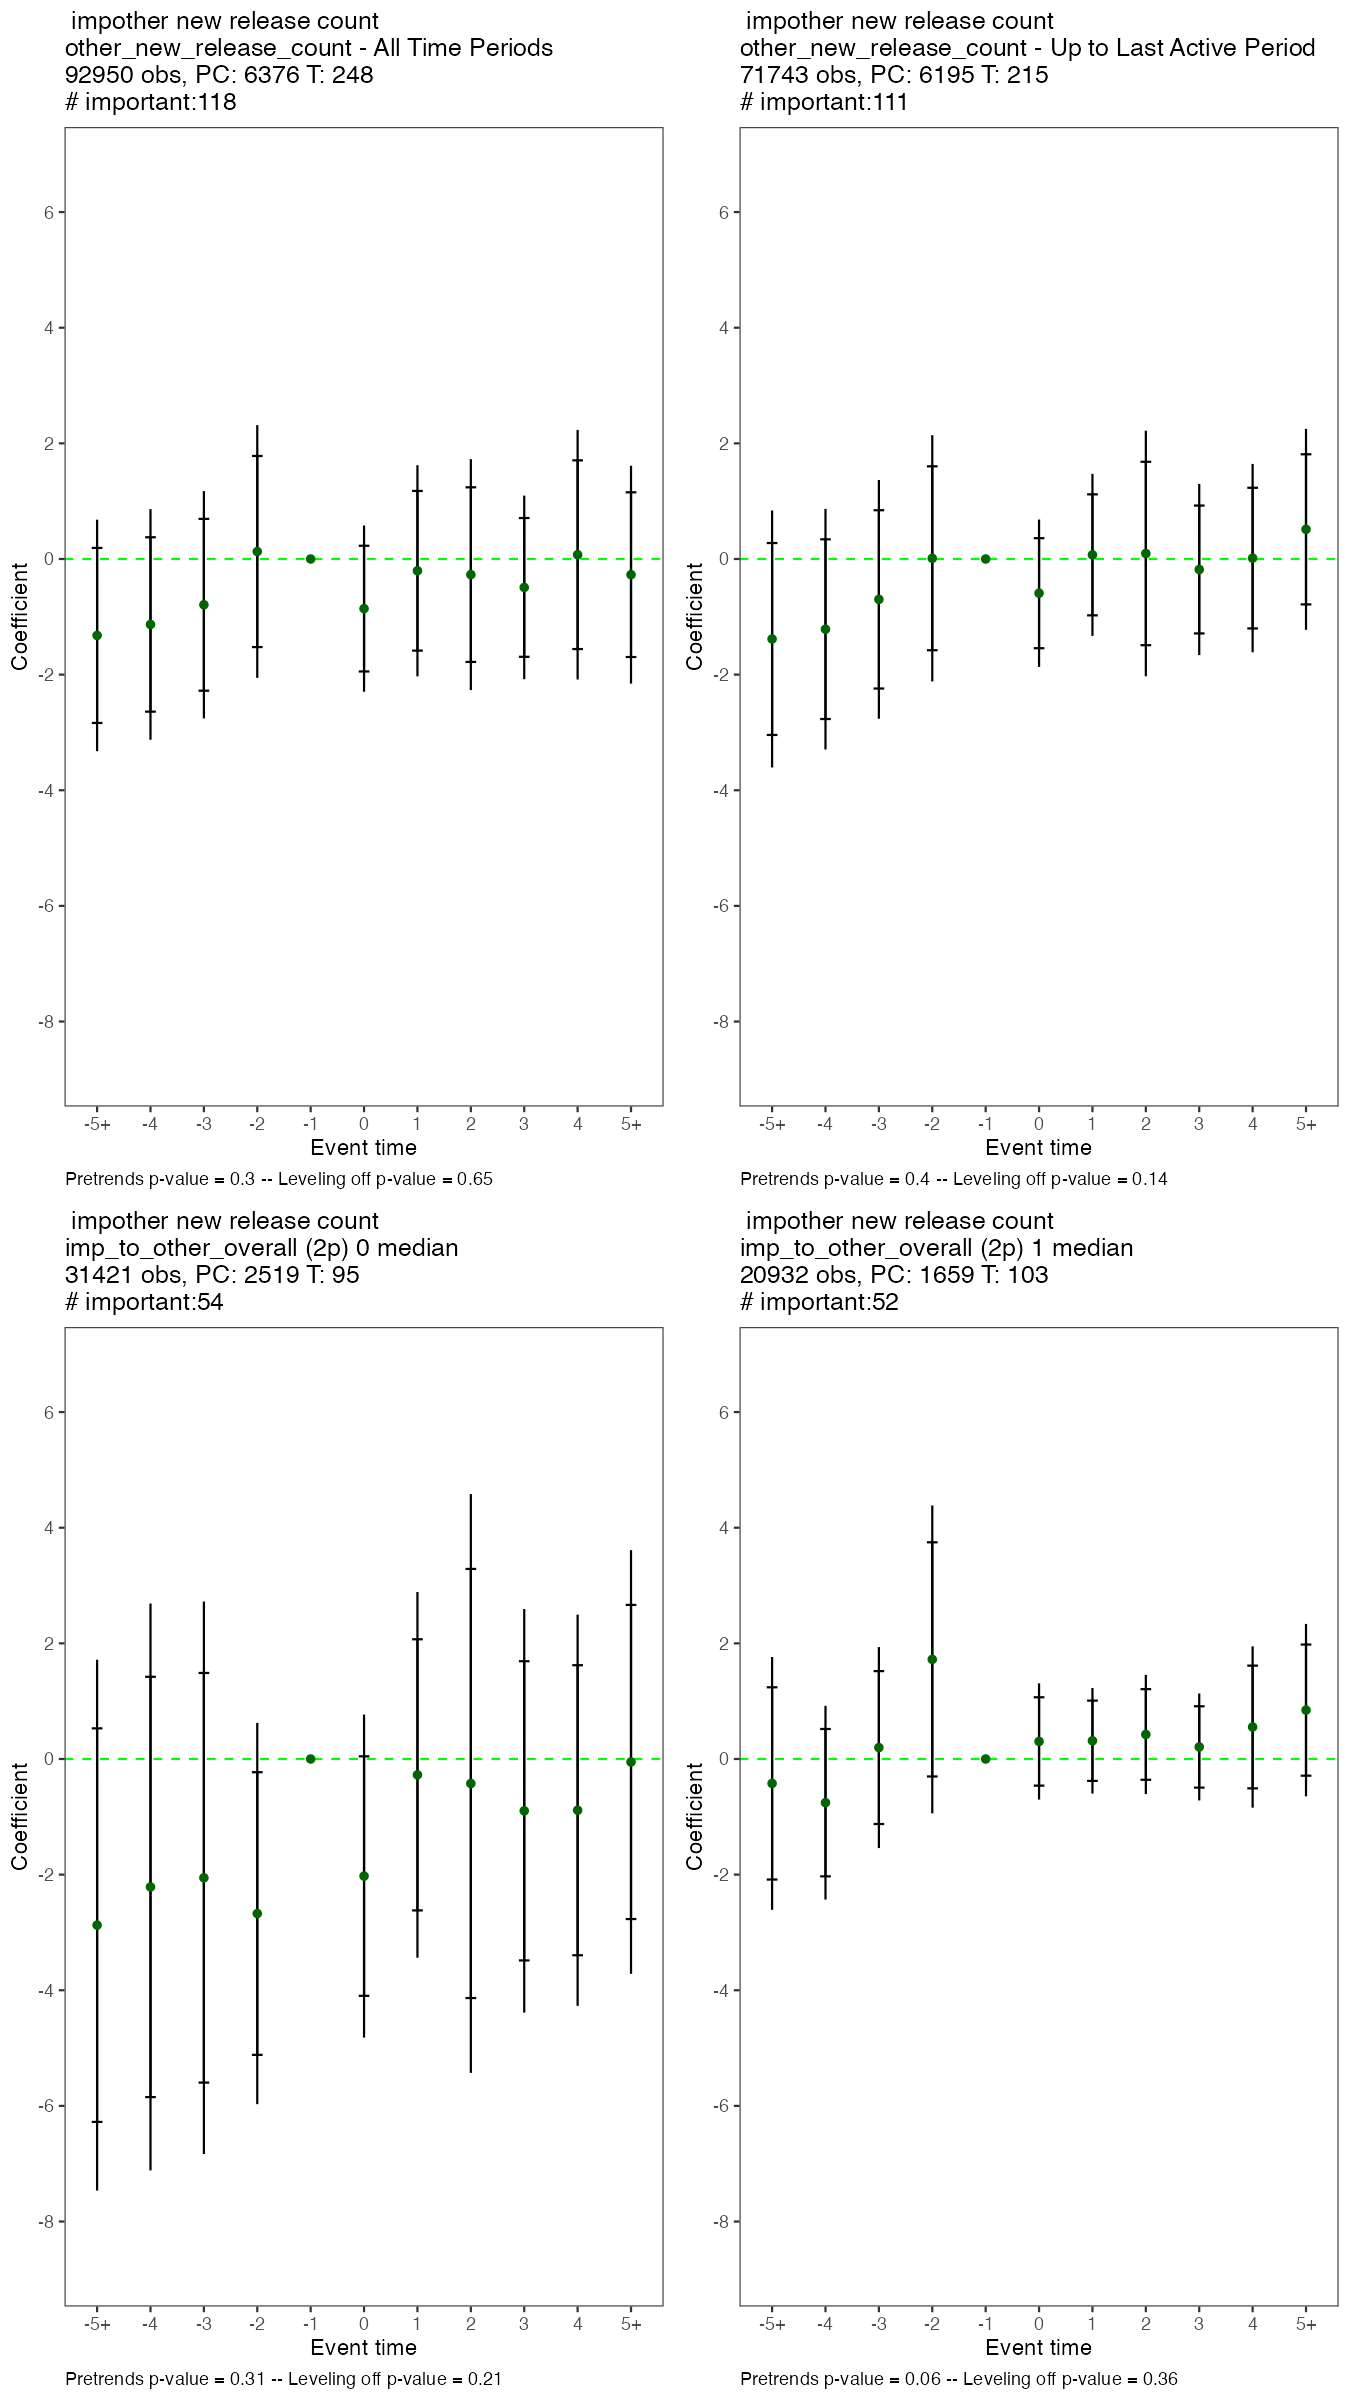 impother new release count
other_new_release_count - All Time Periods
92950 obs, PC: 6376 T: 248
# important:118
6
4
2
0
-2
-4
-6
-8
Coefficient
-5+ -4 -3 -2 -1 0 1 2 3 4 5+
Event time
Pretrends p-value = 0.3 -- Leveling off p-value = 0.65
impother new release count
other_new_release_count - Up to Last Active Period
71743 obs, PC: 6195 T: 215
# important:111
6
4
2
0
-2
-4
-6
-8
Coefficient
-5+ -4 -3 -2 -1 0 1 2 3 4 5+
Event time
Pretrends p-value = 0.4 -- Leveling off p-value = 0.14
impother new release count
imp_to_other_overall (2p) 0 median
31421 obs, PC: 2519 T: 95
# important:54
6
4
2
0
-2
-4
-6
-8
Coefficient
-5+ -4 -3 -2 -1 0 1 2 3 4 5+
Event time
Pretrends p-value = 0.31 -- Leveling off p-value = 0.21
impother new release count
imp_to_other_overall (2p) 1 median
20932 obs, PC: 1659 T: 103
# important:52
6
4
2
0
-2
-4
-6
-8
Coefficient
-5+ -4 -3 -2 -1 0 1 2 3 4 5+
Event time
Pretrends p-value = 0.06 -- Leveling off p-value = 0.36